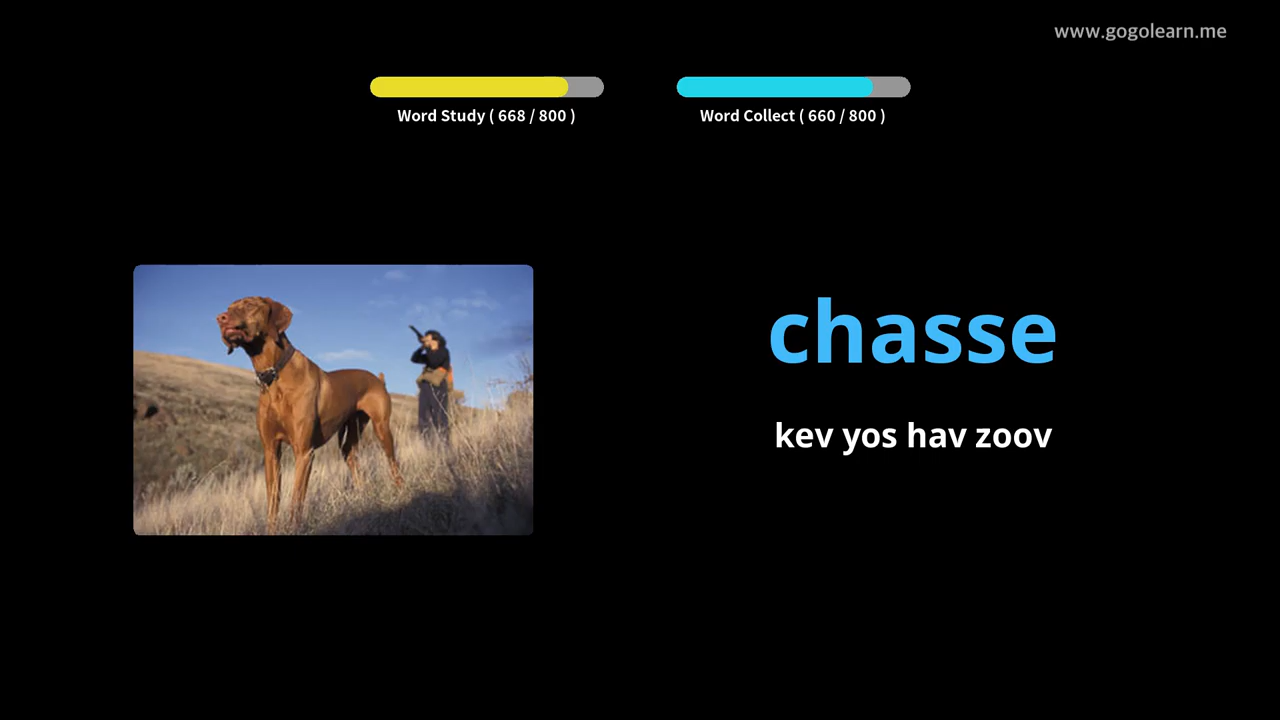 www.gogolearn.me
Word Study ( 668 / 800 )
Word Collect ( 660 / 800 )
chasse
kev yos hav zoov